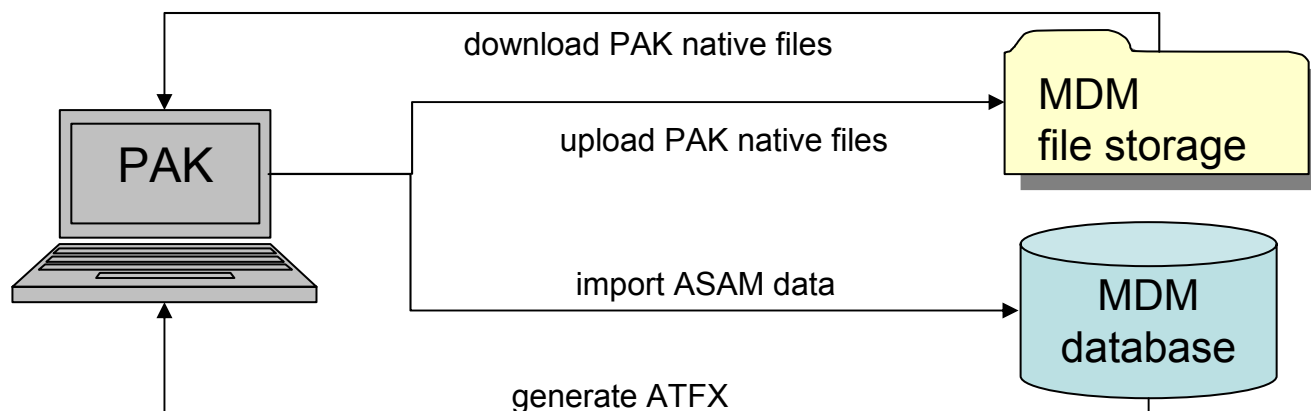 download PAK native files
MDM
file storage
PAK
upload PAK native files
import ASAM data
MDM
database
generate ATFX